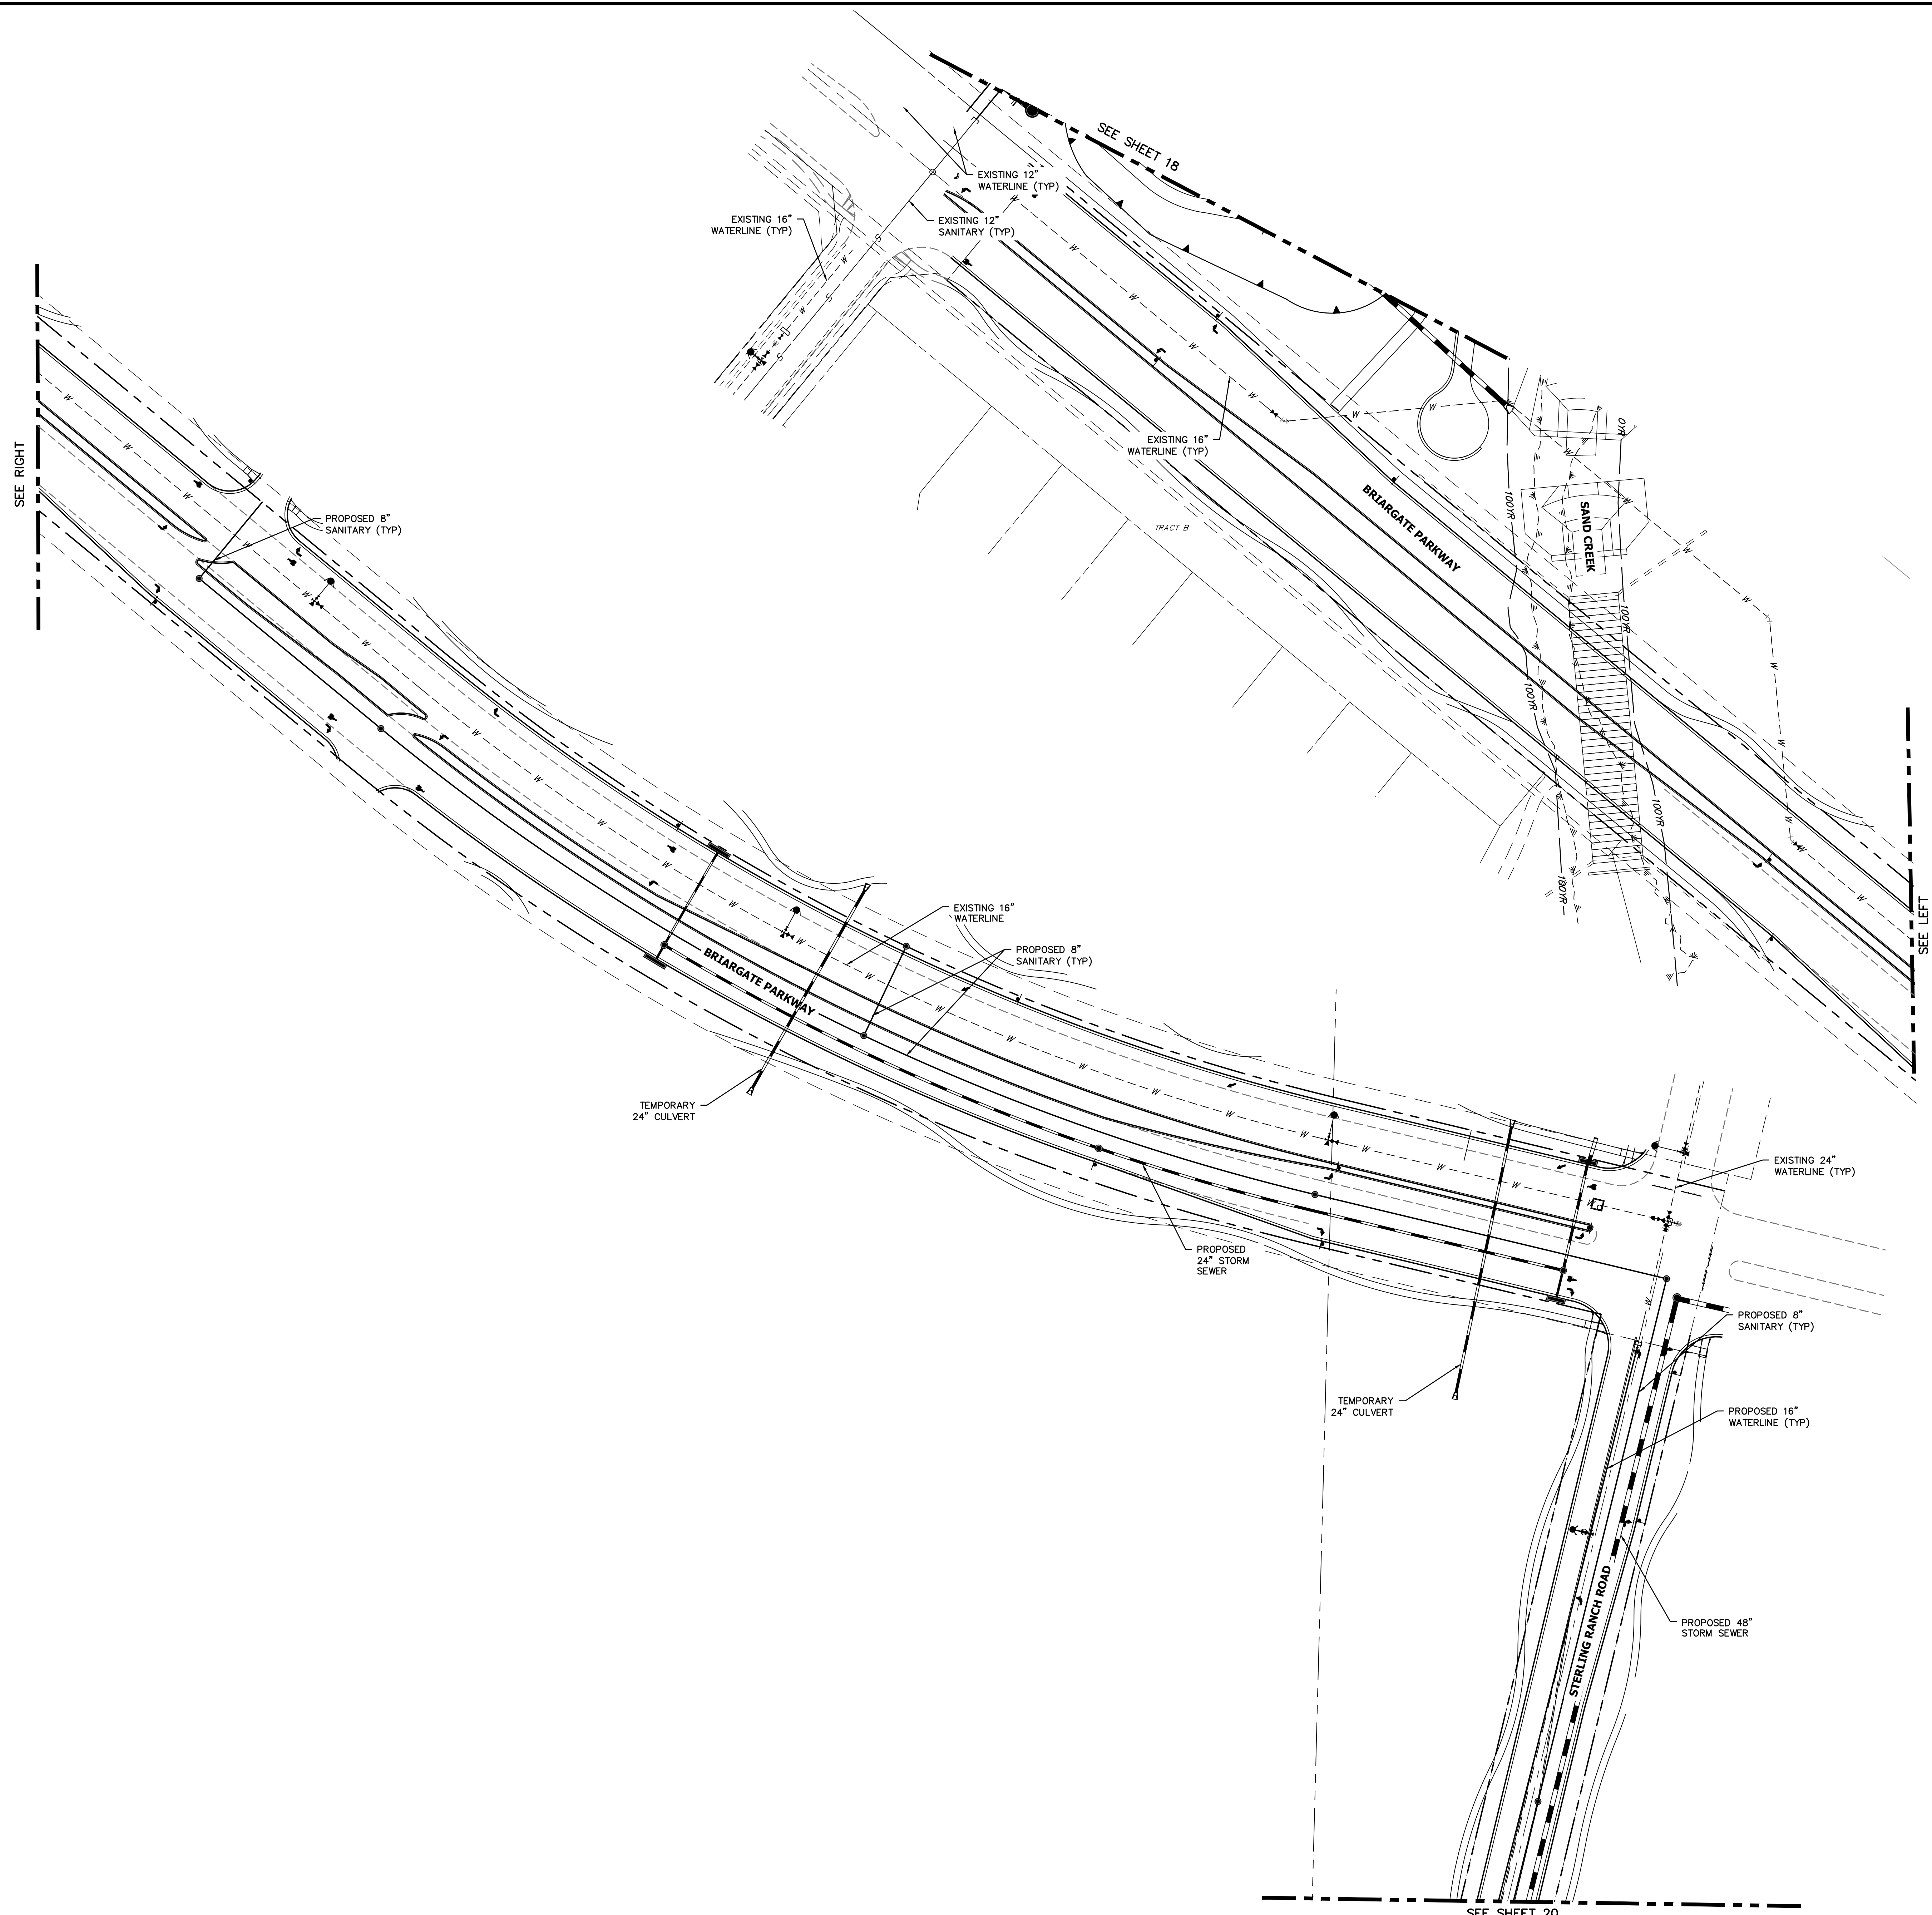 SEE SHEET 18
EXISTING 12"
WATERLINE (TYP)
EXISTING 16"
WATERLINE (TYP)
EXISTING 12"
SANITARY (TYP)
S
W
S
W
S
W
W
W
W
W
W
W
EXISTING 16"
WATERLINE (TYP)
BRIARGATE PARKWAY
TRACT B
SAND CREEK
0YR
100YR
100YR
100YR
100YR
100YR
W
W
W
W
W
W
W
W
W
SEE LEFT
SEE RIGHT
W
W
W
W
W
PROPOSED 8"
SANITARY (TYP)
W
W
W
W
W
W
W
EXISTING 16"
WATERLINE
PROPOSED 8"
SANITARY (TYP)
BRIARGATE PARKWAY
W
W
W
W
W
W
W
W
W
W
W
W
TEMPORARY
24" CULVERT
EXISTING 24"
WATERLINE (TYP)
PROPOSED
24" STORM
SEWER
W
PROPOSED 8"
SANITARY (TYP)
TEMPORARY
24" CULVERT
PROPOSED 16"
WATERLINE (TYP)
STERLING RANCH ROAD
PROPOSED 48"
STORM SEWER
SEE SHEET 20